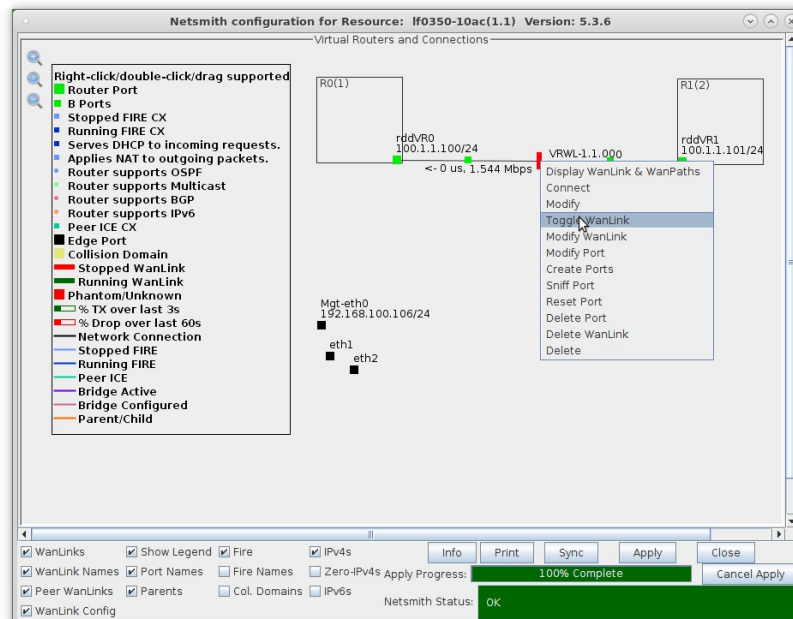 Netsmith configuration for Resource: lf0350-10ac(1.1) Version: 5.3.6
Virtual Routers and Connections
Right-click/double-click/drag supported
Router Port
B Ports
Stopped FIRE CX
Running FIRE CX
Serves DHCP to incoming requests.
Applies NAT to outgoing packets.
Router supports OSPF
Router supports Multicast
Router supports BGP
Router supports IPv6
Peer ICE CX
Edge Port
Collision Domain
Stopped WanLink
Running WanLink
Phantom/Unknown
% TX over last 3s
% Drop over last 60s
Network Connection
Stopped FIRE
Running FIRE
Peer ICE
Bridge Active
Bridge Configured
Parent/Child
R0(1)
rddVR0
100.1.1.100/24
<- 0 us, 1.544 Mbps
VRWL-1.1.000
R1(2)
rddVR1
100.1.1.101/24
Display WanLink & WanPaths
Connect
Modify
Toggle WanLink
Modify WanLink
Modify Port
Create Ports
Sniff Port
Reset Port
Delete Port
Delete WanLink
Delete
Mgt-eth0
192.168.100.106/24
eth1
eth2
WanLinks Show Legend Fire IPv4s Info Print Sync Apply Close
WanLink Names Port Names Fire Names Zero-IPv4s Apply Progress: 100% Complete Cancel Apply
Peer WanLinks Parents Col. Domains IPv6s Netsmith Status: OK
WanLink Config